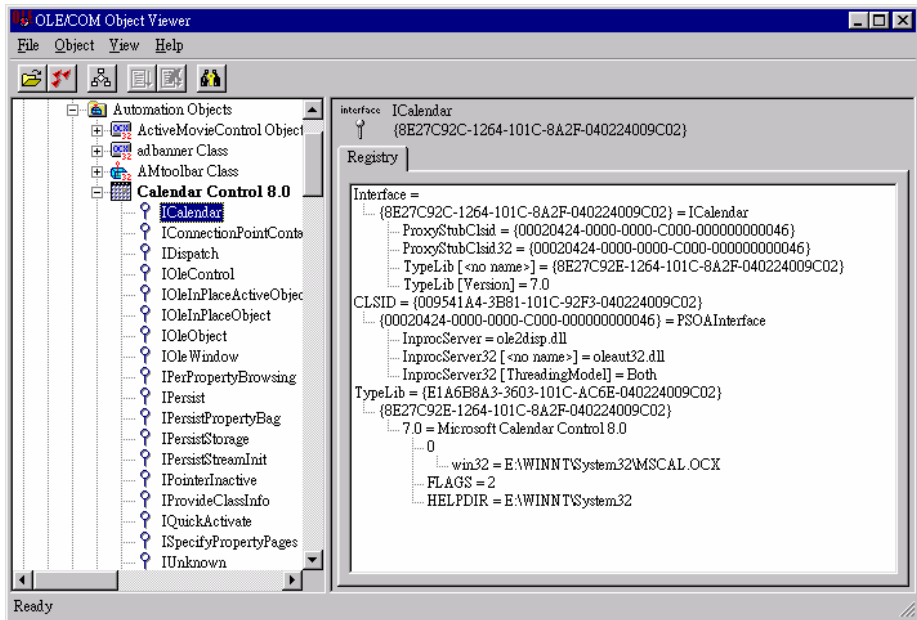 OLE/COM Object Viewer
File Object View Help
Automation Objects
ActiveMovieControl Object
adbanner Class
AMtoolbar Class
Calendar Control 8.0
ICalendar
IConnectionPointConta
IDispatch
IOleControl
IOleInPlaceActiveObjec
IOleInPlaceObject
IOleObject
IOleWindow
IPerPropertyBrowsing
IPersist
IPersistPropertyBag
IPersistStorage
IPersistStreamInit
IPointerInactive
IProvideClassInfo
IQuickActivate
ISpecifyPropertyPages
IUnknown
interface ICalendar
{8E27C92C-1264-101C-8A2F-040224009C02}
Registry
Interface =
{8E27C92C-1264-101C-8A2F-040224009C02} = ICalendar
ProxyStubClsid = {00020424-0000-0000-C000-000000000046}
ProxyStubClsid32 = {00020424-0000-0000-C000-000000000046}
TypeLib [<no name>] = {8E27C92E-1264-101C-8A2F-040224009C02}
TypeLib [Version] = 7.0
CLSID = {009541A4-3B81-101C-92F3-040224009C02}
{00020424-0000-0000-C000-000000000046} = PSOAInterface
InprocServer = ole2disp.dll
InprocServer32 [<no name>] = oleaut32.dll
InprocServer32 [ThreadingModel] = Both
TypeLib = {E1A6B8A3-3603-101C-AC6E-040224009C02}
{8E27C92E-1264-101C-8A2F-040224009C02}
7.0 = Microsoft Calendar Control 8.0
0
win32 = E:\WINNT\System32\MSCAL.OCX
FLAGS = 2
HELPDIR = E:\WINNT\System32
Ready